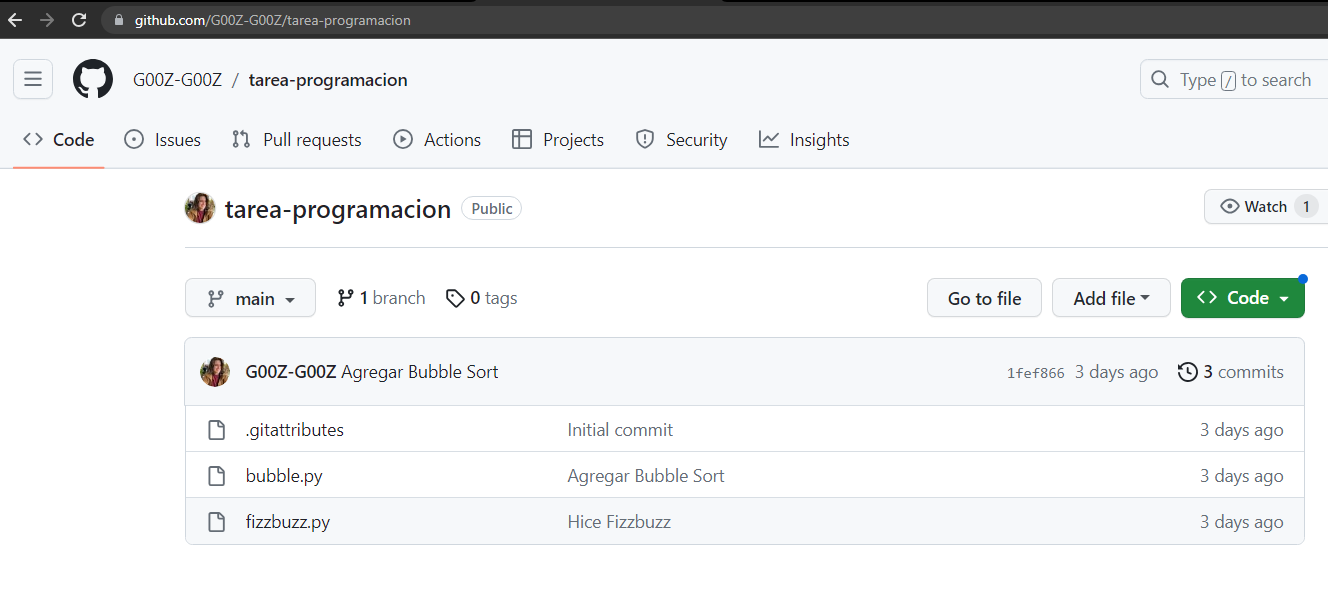 github.com/G00Z-G00Z/tarea-programacion
G00Z-G00Z / tarea-programacion
Type / to search
Code Issues Pull requests Actions Projects Security Insights
tarea-programacion Public
Watch 1
main 1 branch 0 tags Go to file Add file Code
G00Z-G00Z Agregar Bubble Sort 1fef866 3 days ago 3 commits
.gitattributes Initial commit 3 days ago
bubble.py Agregar Bubble Sort 3 days ago
fizzbuzz.py Hice Fizzbuzz 3 days ago